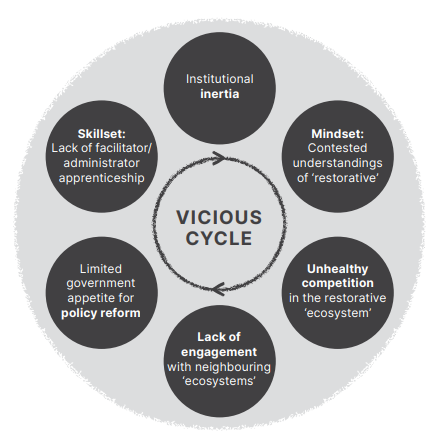 Institutional
inertia
Mindset:
Contested
understandings
of ‘restorative’
Unhealthy
competition
in the restorative
‘ecosystem’
Lack of
engagement
with neighbouring
‘ecosystems’
Limited
government
appetite for
policy reform
Skillset:
Lack of facilitator/
administrator
apprenticeship
VICIOUS
CYCLE